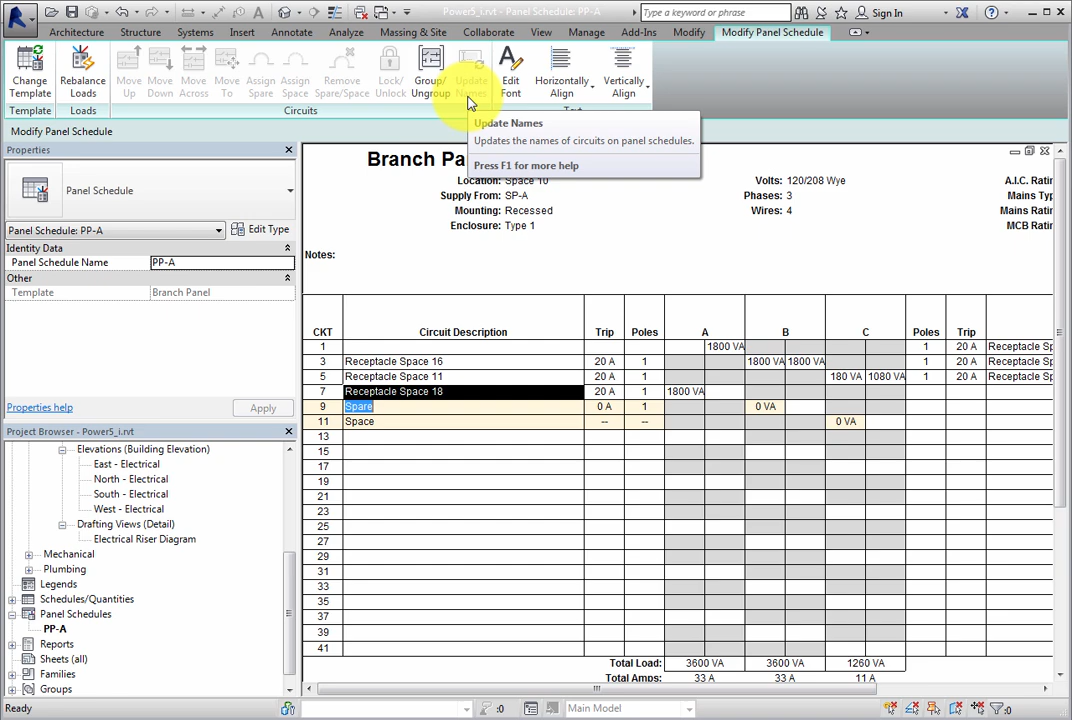 Power5_i.rvt - Panel Schedule: PP-A
Type a keyword or phrase
Sign In
Architecture Structure Systems Insert Annotate Analyze Massing & Site Collaborate View Manage Add-Ins Modify Modify Panel Schedule
Change Template
Rebalance Loads
Move Up
Move Down
Move Across
Move To
Assign Spare
Assign Space
Remove Spare/Space
Lock/ Unlock
Group/ Ungroup
Update Names
Edit Font
Horizontally Align
Vertically Align
Template Loads Circuits Text
Modify Panel Schedule
Update Names
Updates the names of circuits on panel schedules.
Press F1 for more help
Properties
Panel Schedule
Panel Schedule: PP-A
Edit Type
Identity Data
Panel Schedule Name PP-A
Other
Template Branch Panel
Properties help
Apply
Project Browser - Power5_i.rvt
Elevations (Building Elevation)
East - Electrical
North - Electrical
South - Electrical
West - Electrical
Drafting Views (Detail)
Electrical Riser Diagram
Mechanical
Plumbing
Legends
Schedules/Quantities
Panel Schedules
PP-A
Reports
Sheets (all)
Families
Groups
Branch Pa
Location: Space 10 Volts: 120/208 Wye A.I.C. Ratin
Supply From: SP-A Phases: 3 Mains Typ
Mounting: Recessed Wires: 4 Mains Ratin
Enclosure: Type 1 MCB Ratin
Notes:
CKT Circuit Description Trip Poles A B C Poles Trip
1 1800 VA 1 20 A Receptacle Sp
3 Receptacle Space 16 20 A 1 1800 VA 1800 VA 1 20 A Receptacle Sp
5 Receptacle Space 11 20 A 1 180 VA 1080 VA 1 20 A Receptacle Sp
7 Receptacle Space 18 20 A 1 1800 VA
9 Spare 0 A 1 0 VA
11 Space -- -- 0 VA
13
15
17
19
21
23
25
27
29
31
33
35
37
39
41
Total Load: 3600 VA 3600 VA 1260 VA
Total Amps: 33 A 33 A 11 A
Ready
:0
Main Model
:0